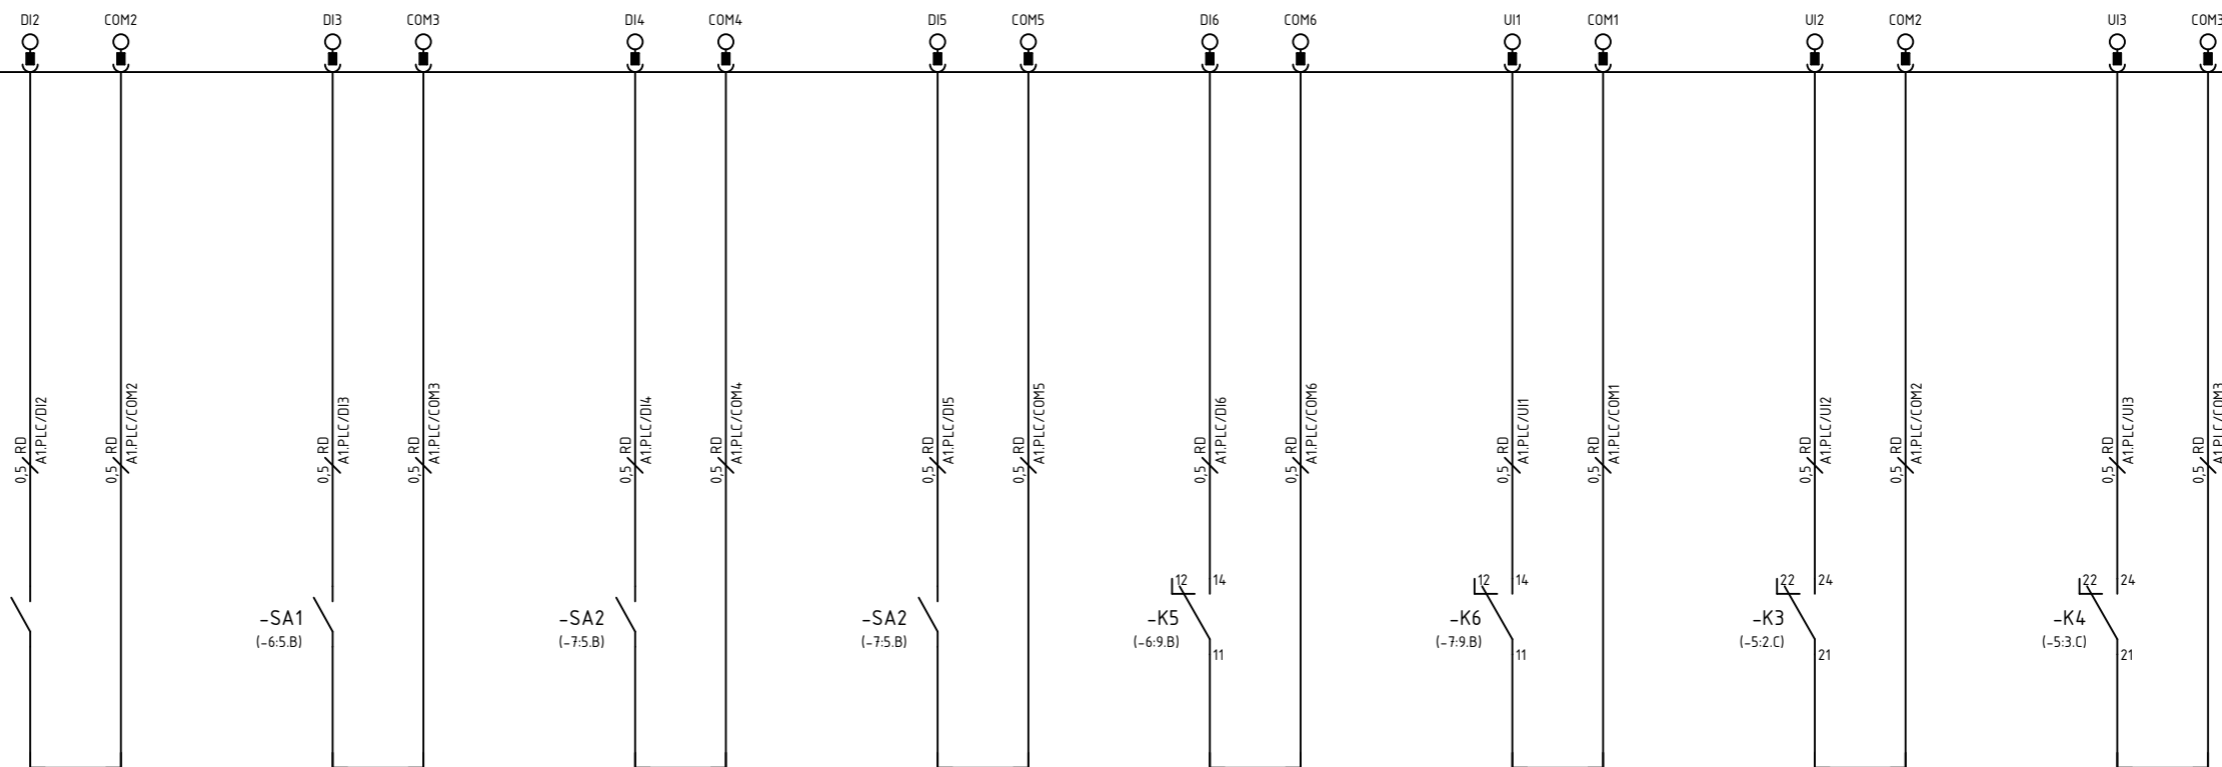 DI2 COM2 DI3 COM3 DI4 COM4 DI5 COM5 DI6 COM6 UI1 COM1 UI2 COM2 UI3 COM3
0,5 RD
A1.PLC/DI2
0,5 RD
A1.PLC/COM2
0,5 RD
A1.PLC/DI3
0,5 RD
A1.PLC/COM3
0,5 RD
A1.PLC/DI4
0,5 RD
A1.PLC/COM4
0,5 RD
A1.PLC/DI5
0,5 RD
A1.PLC/COM5
0,5 RD
A1.PLC/DI6
0,5 RD
A1.PLC/COM6
0,5 RD
A1.PLC/UI1
0,5 RD
A1.PLC/COM1
0,5 RD
A1.PLC/UI2
0,5 RD
A1.PLC/COM2
0,5 RD
A1.PLC/UI3
0,5 RD
A1.PLC/COM3
12 14 12 14 22 24 22 24
-SA1 -SA2 -SA2 -K5 -K6 -K3 -K4
(-6:5.B) (-7:5.B) (-7:5.B) (-6:9.B) (-7:9.B) (-5:2.C) (-5:3.C)
11 11 21 21